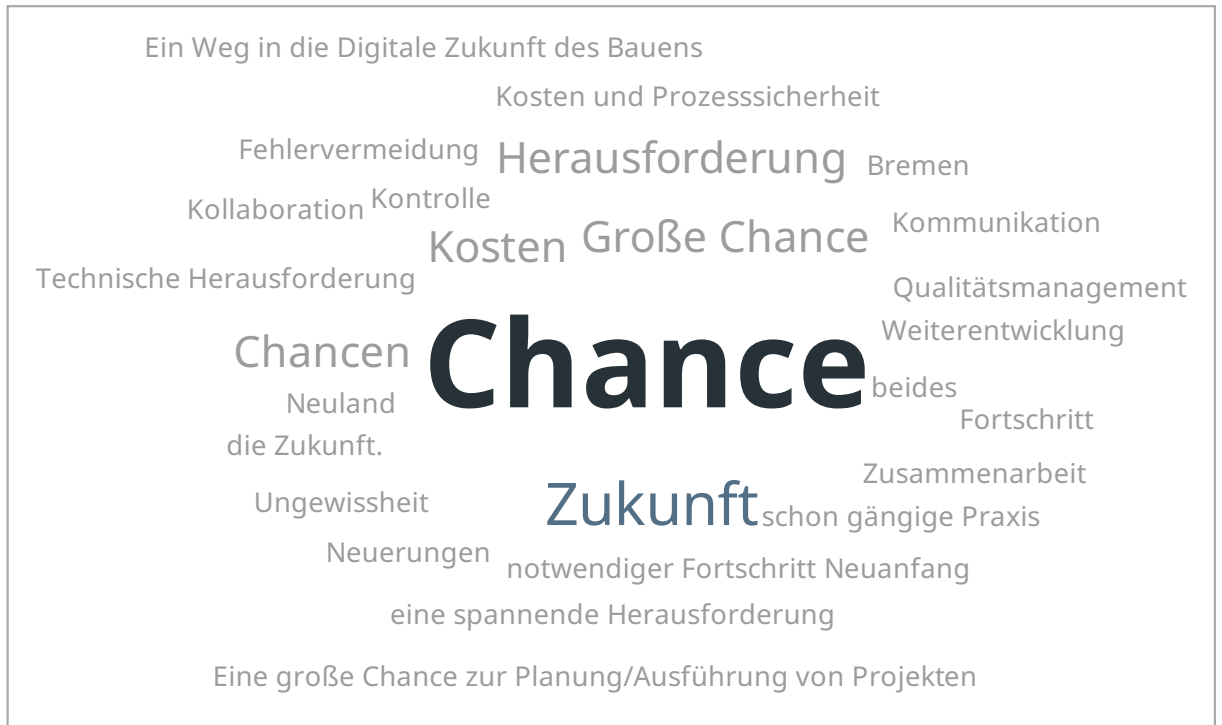 Ein Weg in die Digitale Zukunft des Bauens
Kosten und Prozesssicherheit
Fehlervermeidung
Herausforderung
Bremen
Kollaboration
Kontrolle
Kosten
Große Chance
Kommunikation
Technische Herausforderung
Qualitätsmanagement
Weiterentwicklung
Chancen
Chance
beides
Neuland
Fortschritt
die Zukunft.
Zusammenarbeit
Ungewissheit
Zukunft
schon gängige Praxis
Neuerungen
notwendiger Fortschritt
Neuanfang
eine spannende Herausforderung
Eine große Chance zur Planung/Ausführung von Projekten